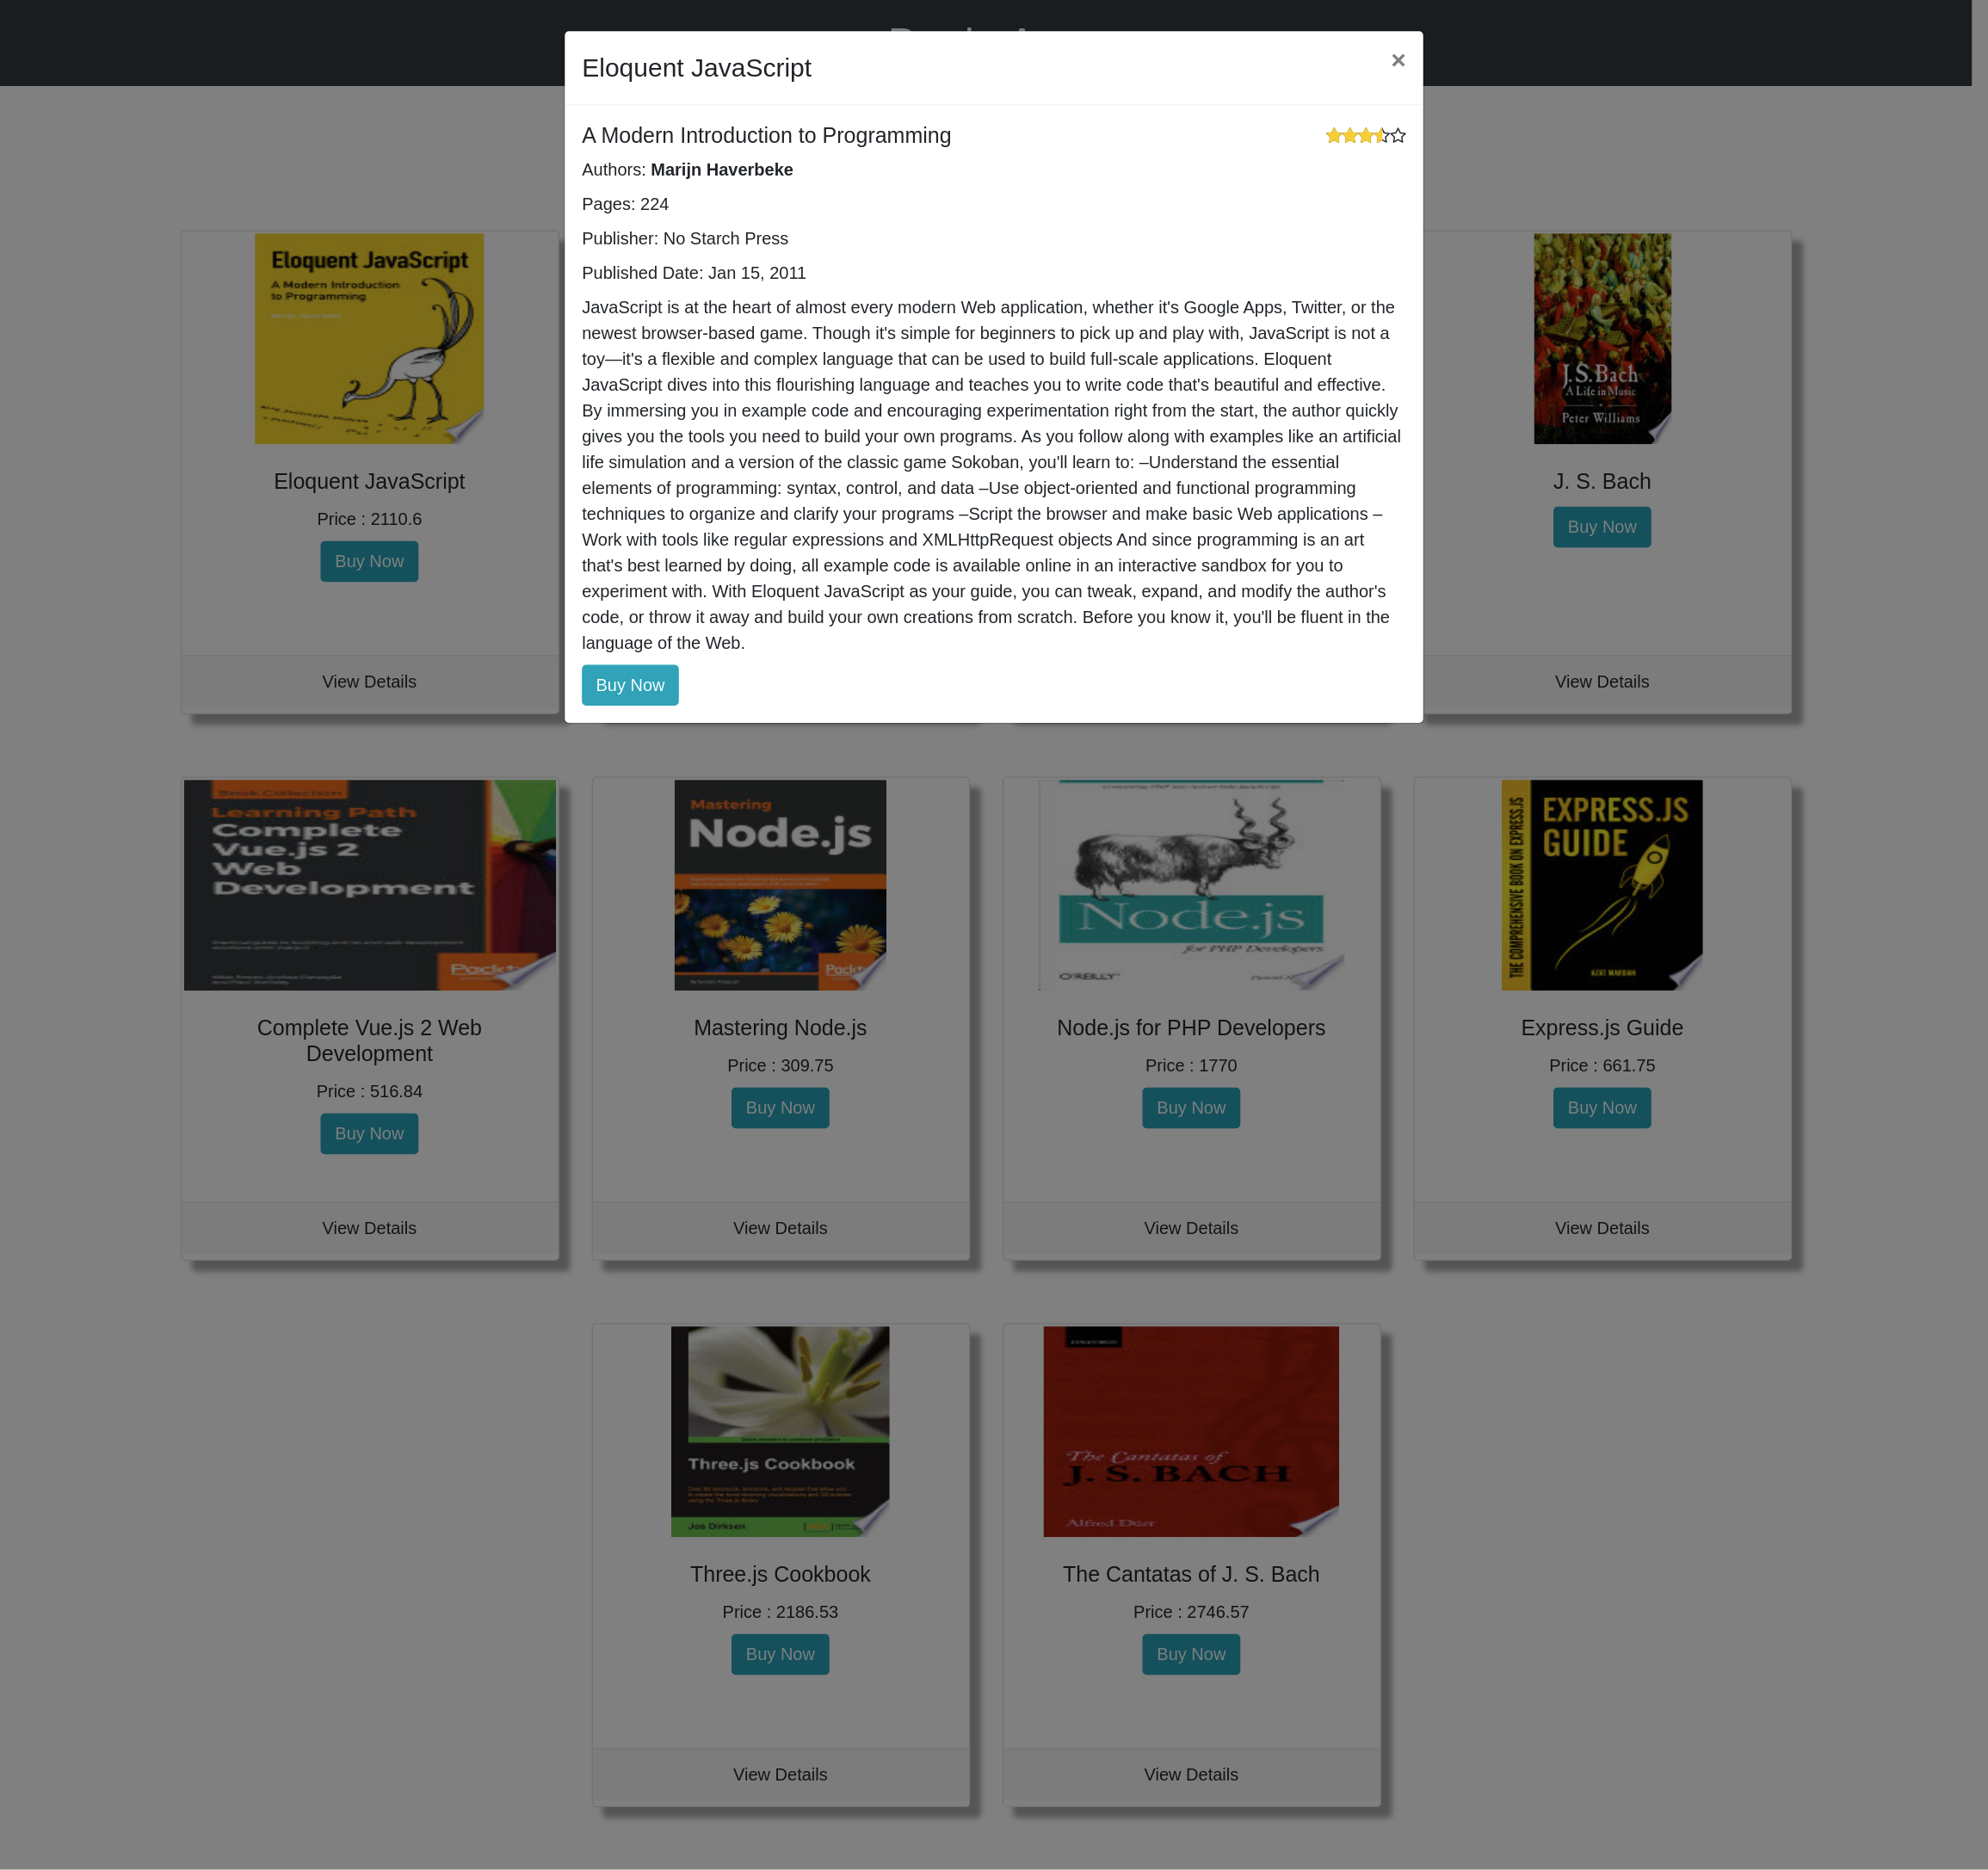 Eloquent JavaScript
×
A Modern Introduction to Programming
Authors: Marijn Haverbeke
Pages: 224
Publisher: No Starch Press
Published Date: Jan 15, 2011
JavaScript is at the heart of almost every modern Web application, whether it's Google Apps, Twitter, or the
newest browser-based game. Though it's simple for beginners to pick up and play with, JavaScript is not a
toy—it's a flexible and complex language that can be used to build full-scale applications. Eloquent
JavaScript dives into this flourishing language and teaches you to write code that's beautiful and effective.
By immersing you in example code and encouraging experimentation right from the start, the author quickly
gives you the tools you need to build your own programs. As you follow along with examples like an artificial
life simulation and a version of the classic game Sokoban, you'll learn to: –Understand the essential
elements of programming: syntax, control, and data –Use object-oriented and functional programming
techniques to organize and clarify your programs –Script the browser and make basic Web applications –
Work with tools like regular expressions and XMLHttpRequest objects And since programming is an art
that's best learned by doing, all example code is available online in an interactive sandbox for you to
experiment with. With Eloquent JavaScript as your guide, you can tweak, expand, and modify the author's
code, or throw it away and build your own creations from scratch. Before you know it, you'll be fluent in the
language of the Web.
Buy Now
Eloquent JavaScript
A Modern Introduction
to Programming
Marijn Haverbeke
Eloquent JavaScript
Price : 2110.6
Buy Now
View Details
J.S.Bach
A Life in Music
Peter Williams
J. S. Bach
Buy Now
View Details
Book Collection
Learning Path
Complete
Vue.js 2
Web
Development
Packt
Complete Vue.js 2 Web
Development
Price : 516.84
Buy Now
View Details
Mastering
Node.js
Packt
Mastering Node.js
Price : 309.75
Buy Now
View Details
Node.js
for PHP Developers
O'REILLY
Node.js for PHP Developers
Price : 1770
Buy Now
View Details
THE COMPREHENSIVE BOOK ON EXPRESS.JS
EXPRESS.JS
GUIDE
Express.js Guide
Price : 661.75
Buy Now
View Details
Quick answers to common problems
Three.js Cookbook
Jos Dirksen
Three.js Cookbook
Price : 2186.53
Buy Now
View Details
The Cantatas of
J. S. BACH
Alfred Dürr
The Cantatas of J. S. Bach
Price : 2746.57
Buy Now
View Details